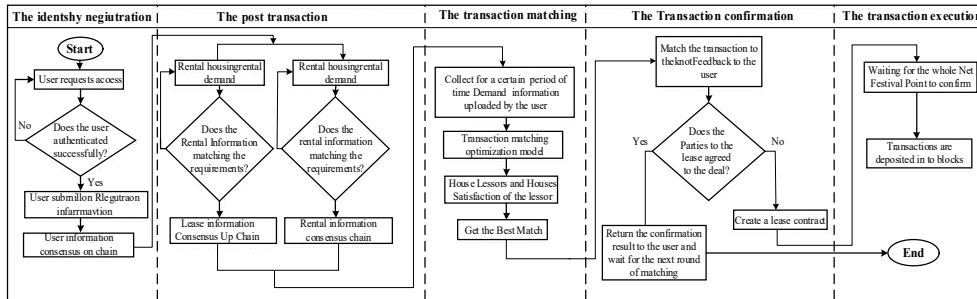 The identshy negiutration
The post transaction
The transaction matching
The Transaction confirmation
The transaction execution
Start
User requests acoess
No
Does the user
authenticated
successfully?
Yes
User submillon Rlegutraon
infarrmavtion
User information
consensus on chain
Rental housingrental
demand
Does the
Rental Information
matching the
requirements?
Lease information
Consensus Up Chain
Rental housingrental
demand
Does the
rental information
matching the
requirements?
Rental information
consensus chain
Collect for a certain period of
time Demand information
uploaded by the user
Transaction matching
optimization model
House Lessors and Houses
Satisfaction of the lessor
Get the Best Match
Match the transaction to
theknotFeedback to the
user
Yes
Does the
Parties to the
lease agreed
to the deal?
No
Create a lease contract
Return the confirmation
result to the user and
wait for the next round
of matching
Waiting for the whole Net
Festival Point to confirm
Transactions are
deposited in to blocks
End